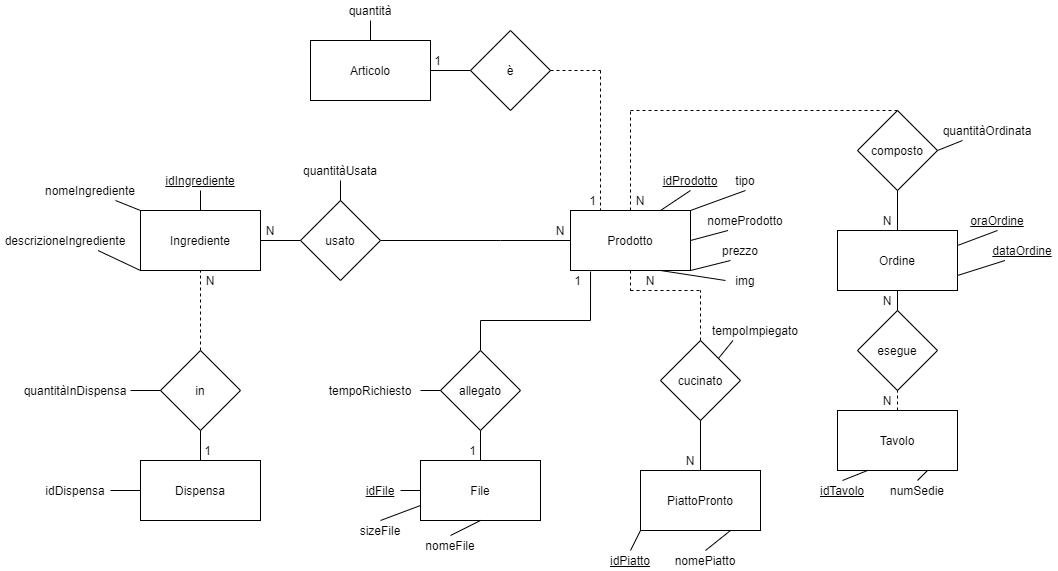 quantità
Articolo
1
è
composto
quantitàOrdinata
quantitàUsata
idIngrediente
nomeIngrediente
idProdotto
tipo
1
N
N
descrizioneIngrediente
Ingrediente
N
usato
N
Prodotto
nomeProdotto
oraOrdine
dataOrdine
Ordine
prezzo
img
N
1
N
N
tempoImpiegato
esegue
quantitàInDispensa
in
tempoRichiesto
allegato
cucinato
N
Tavolo
1
1
N
idDispensa
Dispensa
idFile
File
PiattoPronto
idTavolo
numSedie
sizeFile
nomeFile
idPiatto
nomePiatto